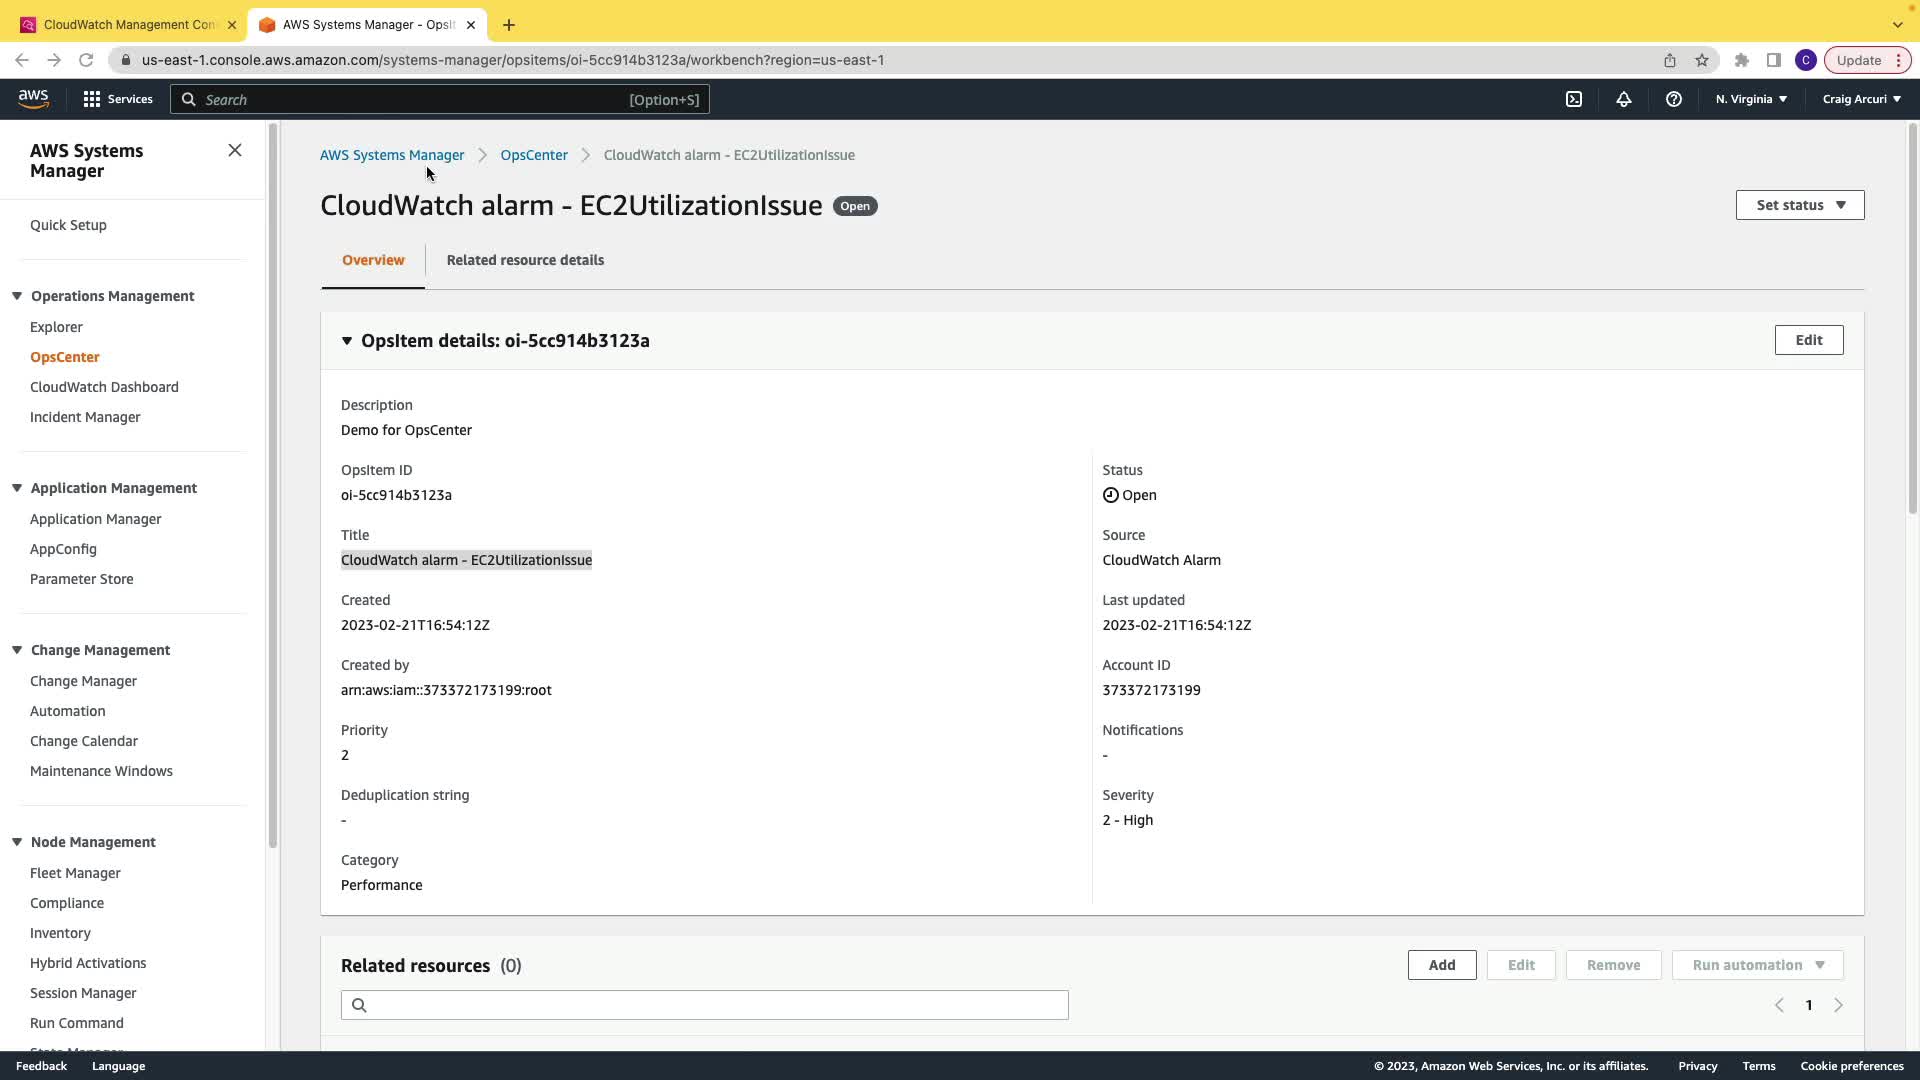 CloudWatch Management Con
AWS Systems Manager - OpsIt
us-east-1.console.aws.amazon.com/systems-manager/opsitems/oi-5cc914b3123a/workbench?region=us-east-1
C
Update
aws
Services
Search
[Option+S]
N. Virginia
Craig Arcuri
AWS Systems
Manager
Quick Setup
Operations Management
Explorer
OpsCenter
CloudWatch Dashboard
Incident Manager
Application Management
Application Manager
AppConfig
Parameter Store
Change Management
Change Manager
Automation
Change Calendar
Maintenance Windows
Node Management
Fleet Manager
Compliance
Inventory
Hybrid Activations
Session Manager
Run Command
AWS Systems Manager
OpsCenter
CloudWatch alarm - EC2UtilizationIssue
CloudWatch alarm - EC2UtilizationIssue
Open
Set status
Overview
Related resource details
OpsItem details: oi-5cc914b3123a
Edit
Description
Demo for OpsCenter
OpsItem ID
oi-5cc914b3123a
Status
Open
Title
CloudWatch alarm - EC2UtilizationIssue
Source
CloudWatch Alarm
Created
2023-02-21T16:54:12Z
Last updated
2023-02-21T16:54:12Z
Created by
arn:aws:iam::373372173199:root
Account ID
373372173199
Priority
2
Notifications
-
Deduplication string
-
Severity
2 - High
Category
Performance
Related resources (0)
Add
Edit
Remove
Run automation
1
Feedback
Language
© 2023, Amazon Web Services, Inc. or its affiliates.
Privacy
Terms
Cookie preferences